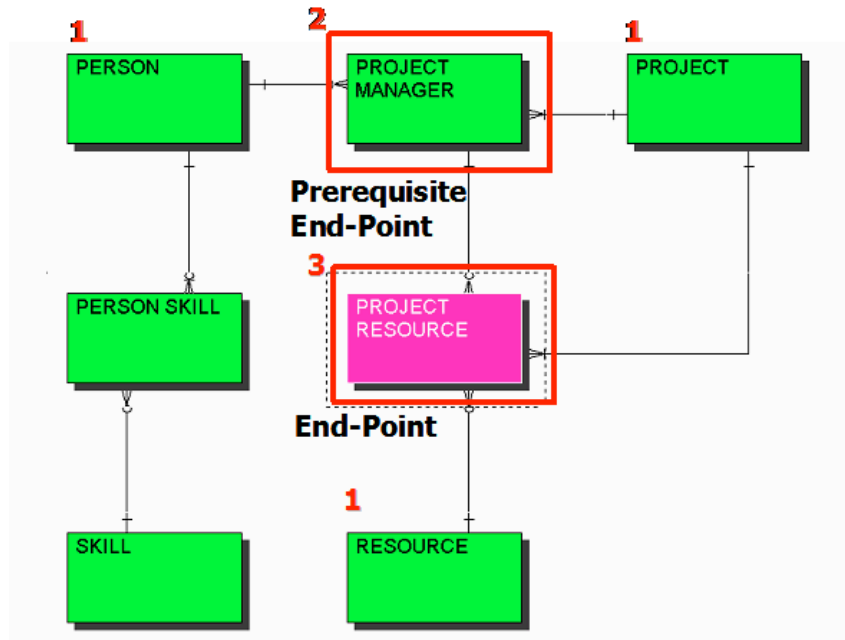 1
2
1
PERSON
PROJECT
MANAGER
PROJECT
Prerequisite
End-Point
3
PERSON SKILL
PROJECT
RESOURCE
End-Point
1
SKILL
RESOURCE